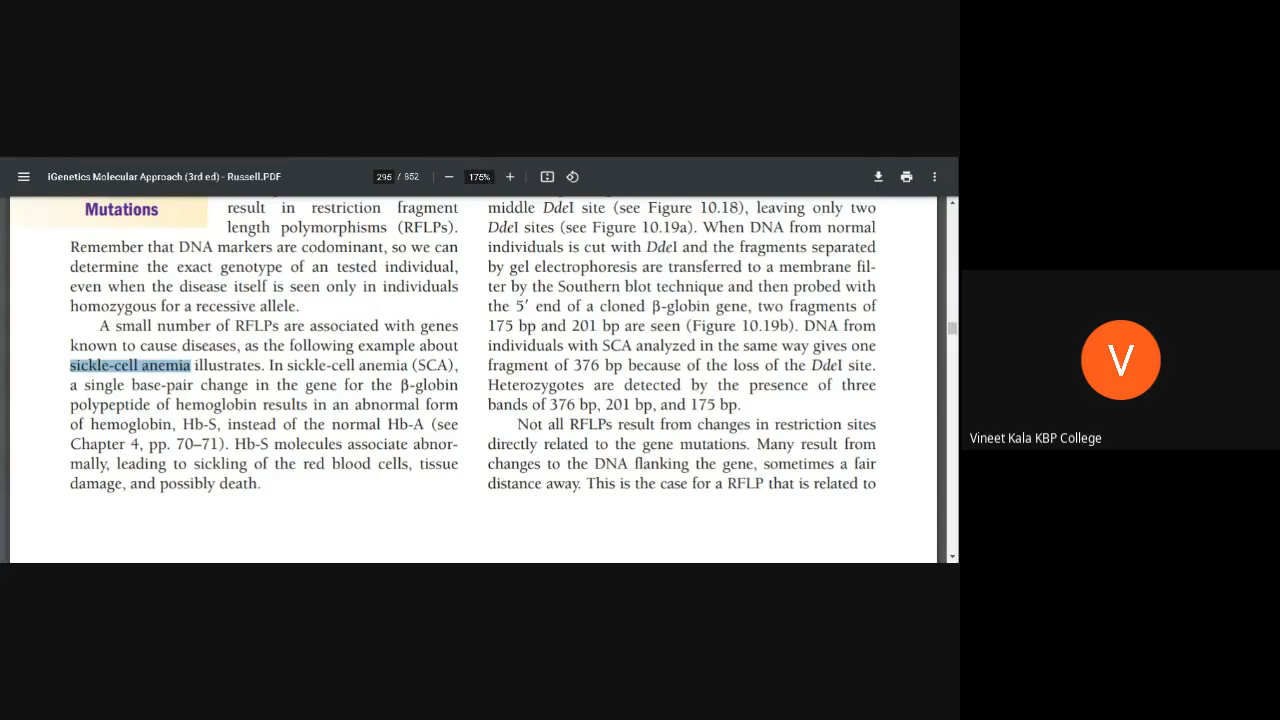 iGenetics Molecular Approach (3rd ed) - Russell.PDF
295 / 852
175%
Mutations
result in restriction fragment
length polymorphisms (RFLPs).
Remember that DNA markers are codominant, so we can
determine the exact genotype of an tested individual,
even when the disease itself is seen only in individuals
homozygous for a recessive allele.
A small number of RFLPs are associated with genes
known to cause diseases, as the following example about
sickle-cell anemia illustrates. In sickle-cell anemia (SCA),
a single base-pair change in the gene for the β-globin
polypeptide of hemoglobin results in an abnormal form
of hemoglobin, Hb-S, instead of the normal Hb-A (see
Chapter 4, pp. 70–71). Hb-S molecules associate abnor-
mally, leading to sickling of the red blood cells, tissue
damage, and possibly death.
middle DdeI site (see Figure 10.18), leaving only two
DdeI sites (see Figure 10.19a). When DNA from normal
individuals is cut with DdeI and the fragments separated
by gel electrophoresis are transferred to a membrane fil-
ter by the Southern blot technique and then probed with
the 5′ end of a cloned β-globin gene, two fragments of
175 bp and 201 bp are seen (Figure 10.19b). DNA from
individuals with SCA analyzed in the same way gives one
fragment of 376 bp because of the loss of the DdeI site.
Heterozygotes are detected by the presence of three
bands of 376 bp, 201 bp, and 175 bp.
Not all RFLPs result from changes in restriction sites
directly related to the gene mutations. Many result from
changes to the DNA flanking the gene, sometimes a fair
distance away. This is the case for a RFLP that is related to
V
Vineet Kala KBP College